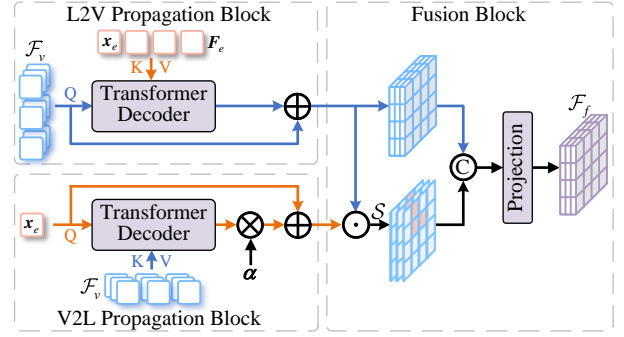 L2V Propagation Block
Fusion Block
x_e
F_e
F_v
K V
Q
Transformer
Decoder
F_f
C
Projection
x_e
Q
Transformer
Decoder
S
K V
α
F_v
V2L Propagation Block